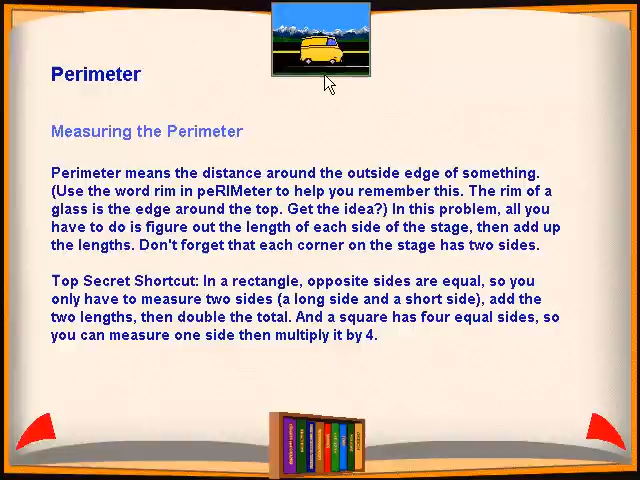 Perimeter
Measuring the Perimeter
Perimeter means the distance around the outside edge of something.
(Use the word rim in peRIMeter to help you remember this. The rim of a
glass is the edge around the top. Get the idea?) In this problem, all you
have to do is figure out the length of each side of the stage, then add up
the lengths. Don't forget that each corner on the stage has two sides.
Top Secret Shortcut: In a rectangle, opposite sides are equal, so you
only have to measure two sides (a long side and a short side), add the
two lengths, then double the total. And a square has four equal sides, so
you can measure one side then multiply it by 4.